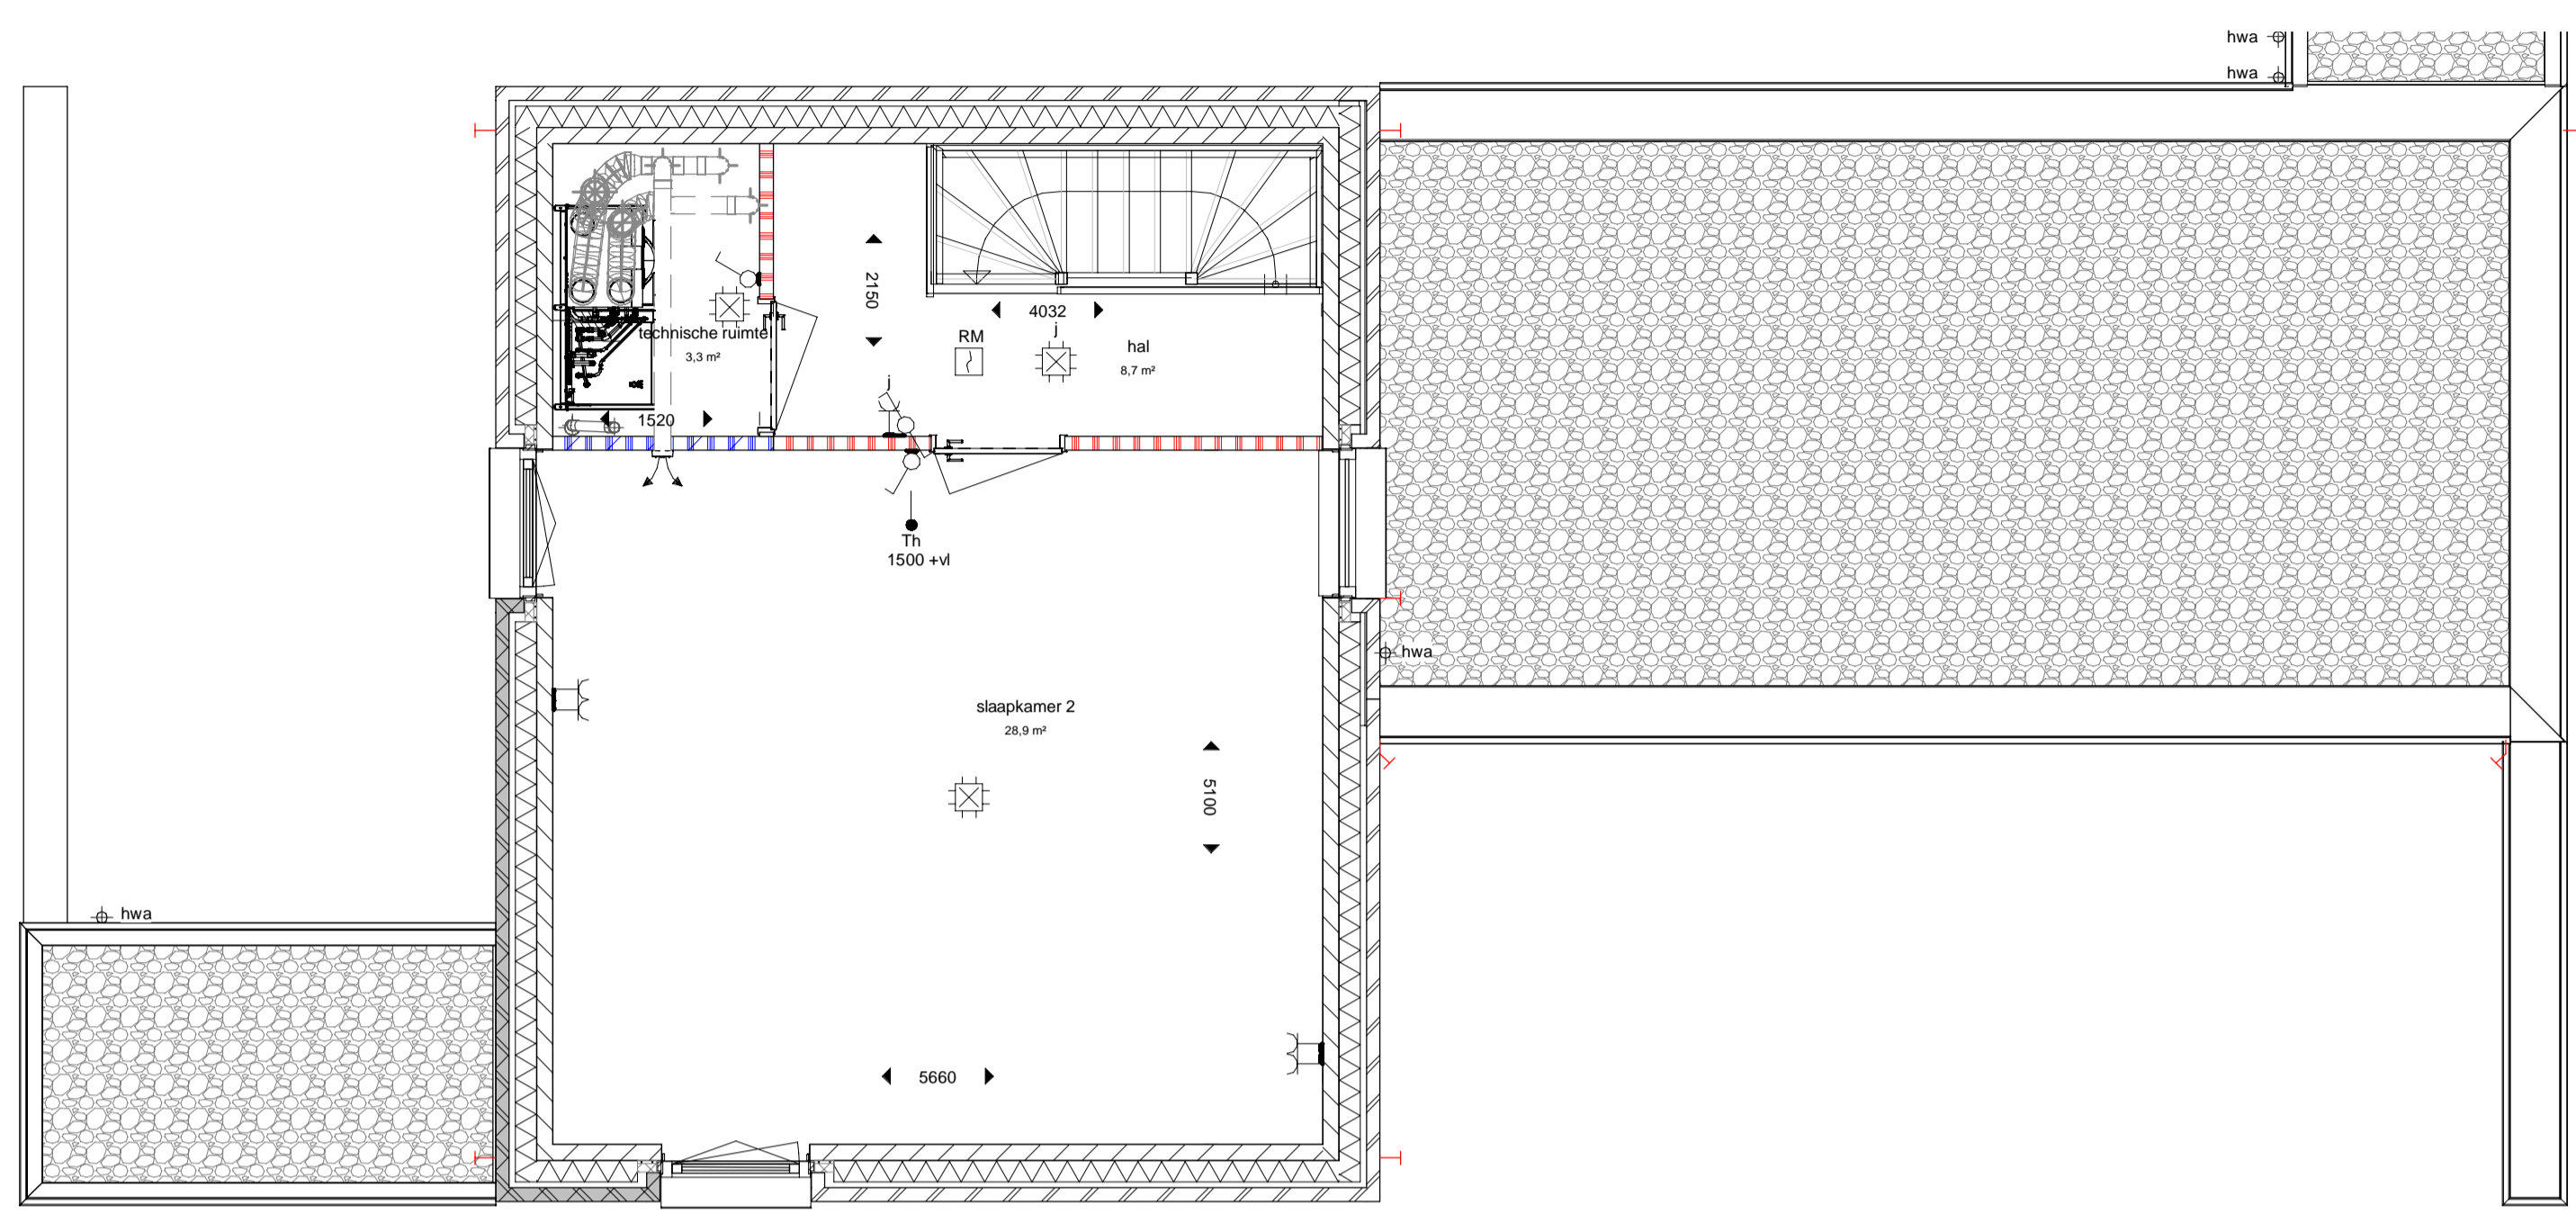 hwa
hwa
2150
4032
j
RM
hal
8,7 m²
technische ruimte
3,3 m²
j
1520
Th
1500 +vl
hwa
slaapkamer 2
28,9 m²
5100
hwa
5660